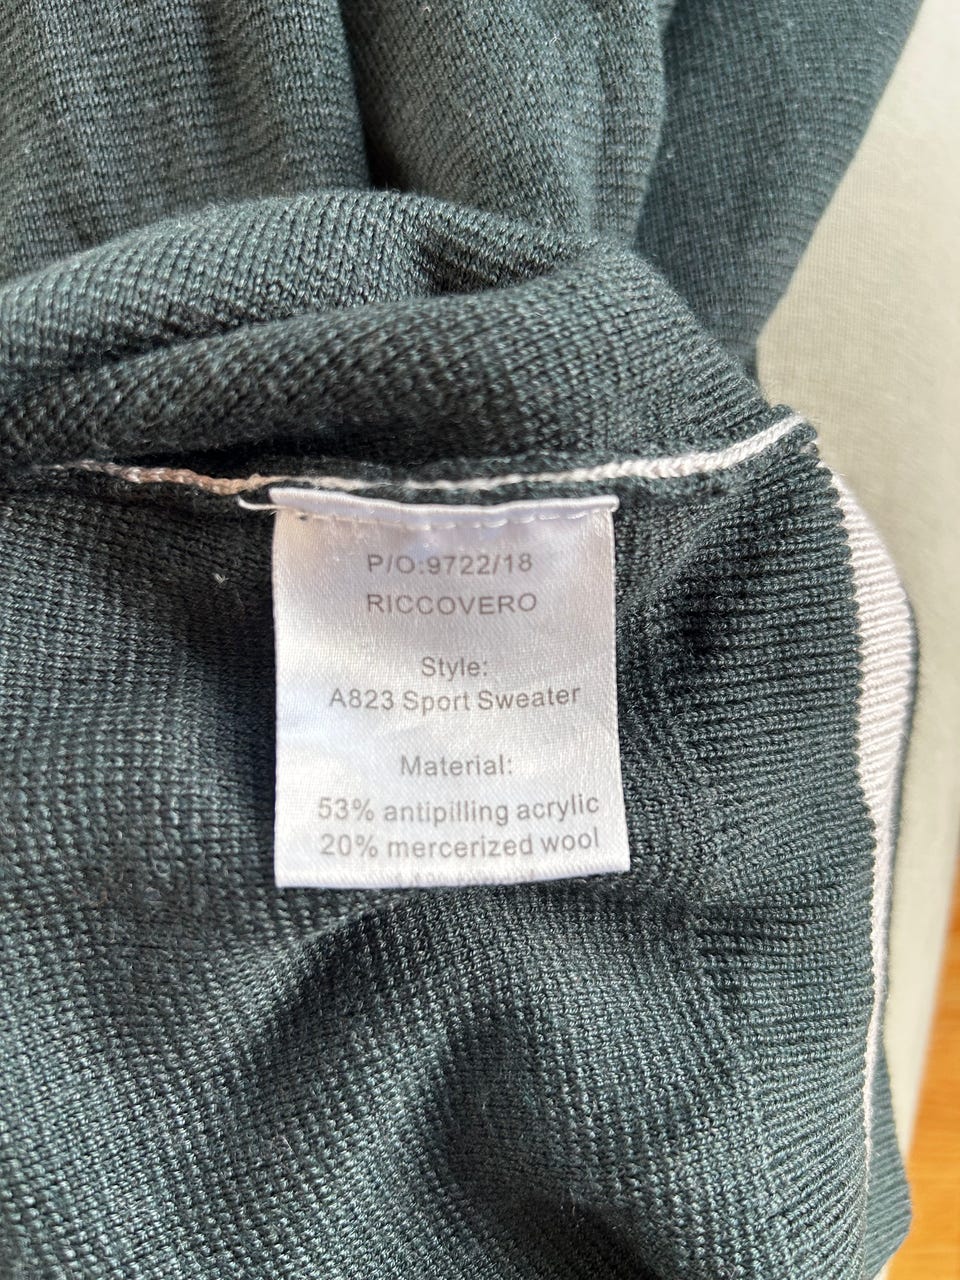 P/O:9722/18
RICCOVERO
Style:
A823 Sport Sweater
Material:
53% antipilling acrylic
20% mercerized wool